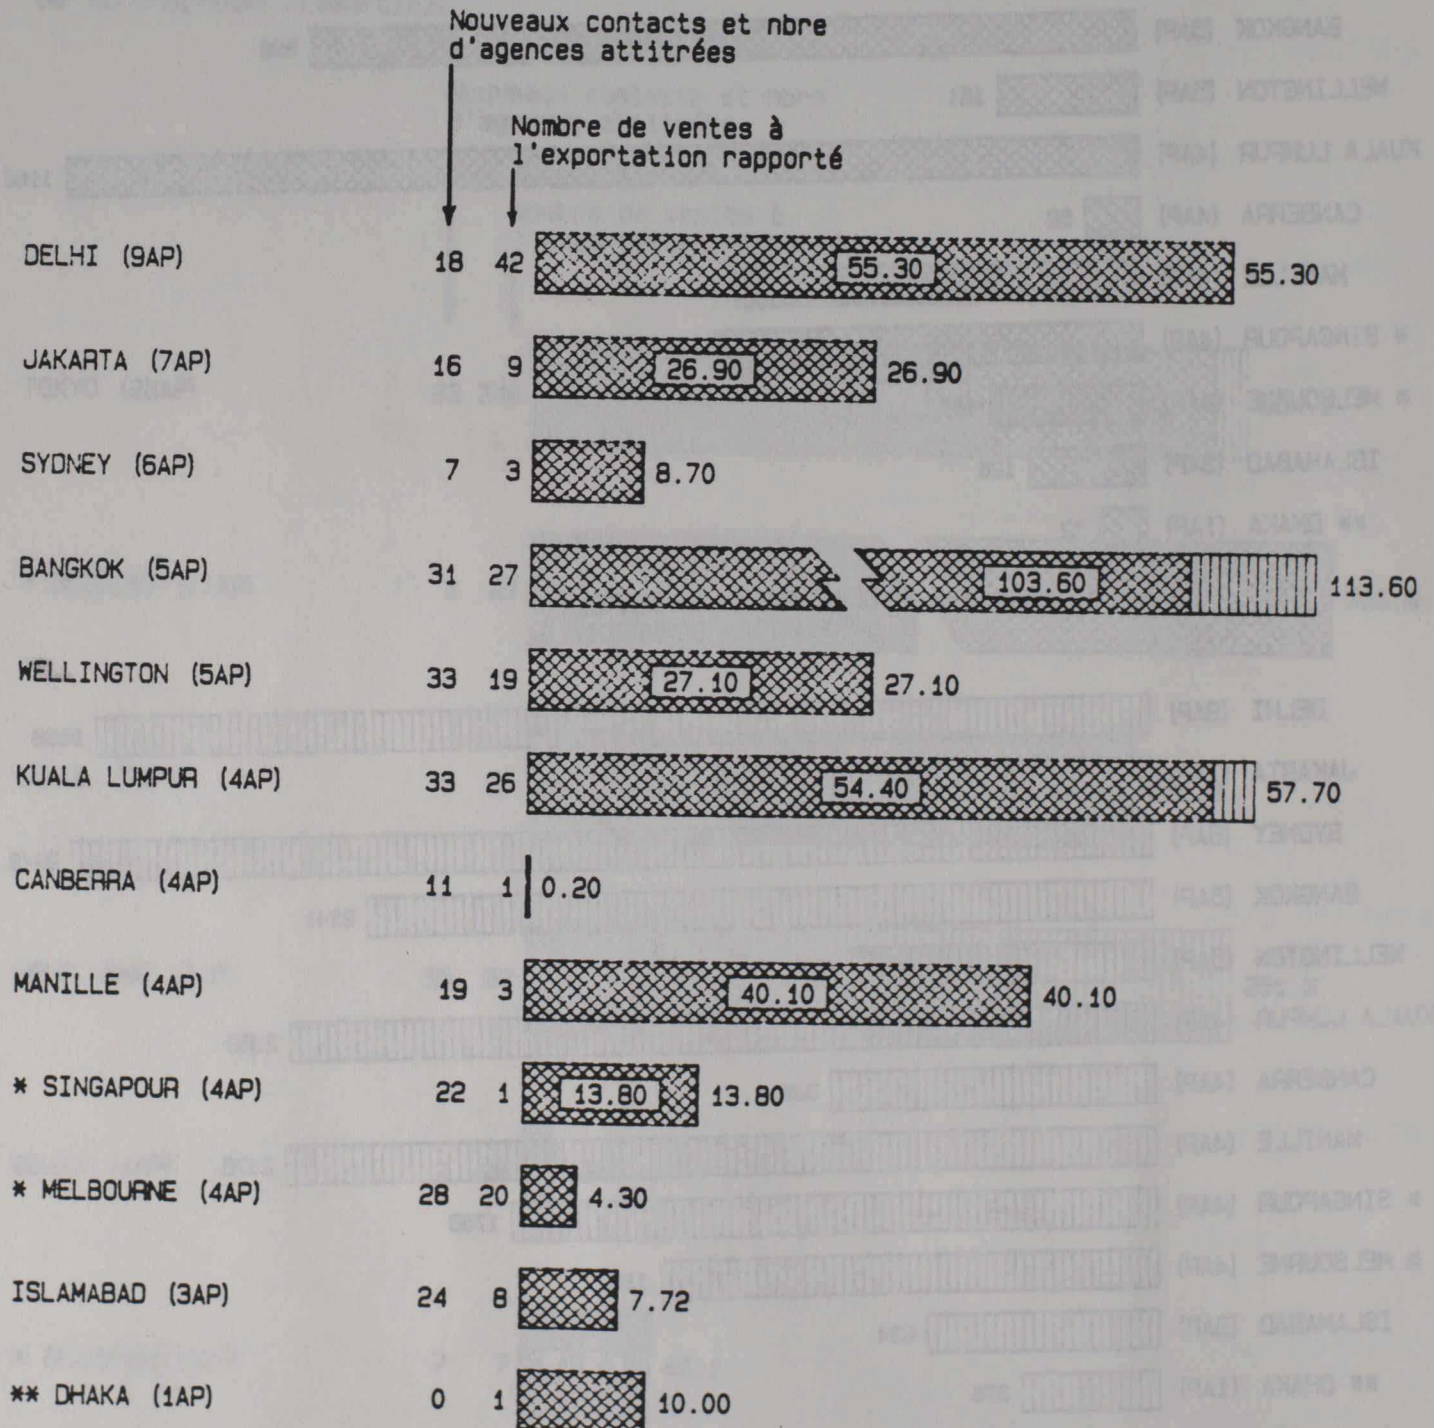 Nouveaux contacts et nbre
d'agences attitrées
Nombre de ventes à
l'exportation rapporté
DELHI (9AP) 18 42 55.30 55.30
JAKARTA (7AP) 16 9 26.90 26.90
SYDNEY (6AP) 7 3 8.70
BANGKOK (5AP) 31 27 103.60 113.60
WELLINGTON (5AP) 33 19 27.10 27.10
KUALA LUMPUR (4AP) 33 26 54.40 57.70
CANBERRA (4AP) 11 1 0.20
MANILLE (4AP) 19 3 40.10 40.10
* SINGAPOUR (4AP) 22 1 13.80 13.80
* MELBOURNE (4AP) 28 20 4.30
ISLAMABAD (3AP) 24 8 7.72
** DHAKA (1AP) 0 1 10.00